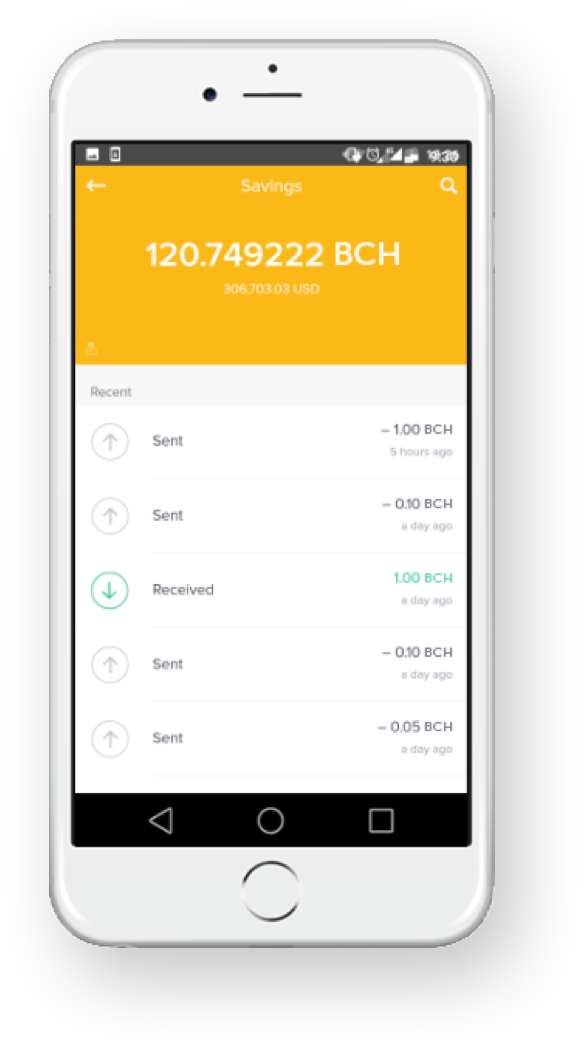 Savings
120.749222 BCH
306,703.03 USD
Recent
Sent – 1.00 BCH
5 hours ago
Sent – 0.10 BCH
a day ago
Received 1.00 BCH
a day ago
Sent – 0.10 BCH
a day ago
Sent – 0.05 BCH
a day ago